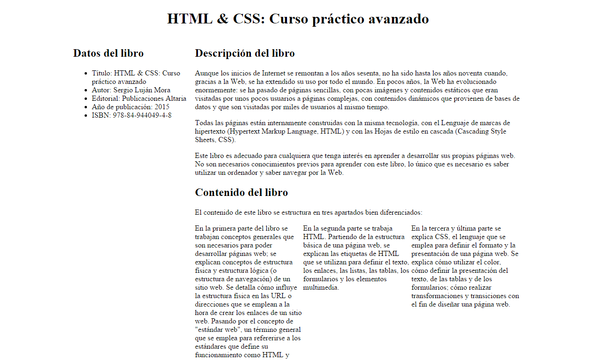 HTML & CSS: Curso práctico avanzado
Datos del libro
Título: HTML & CSS: Curso
práctico avanzado
Autor: Sergio Luján Mora
Editorial: Publicaciones Altaria
Año de publicación: 2015
ISBN: 978-84-944049-4-8
Descripción del libro
Aunque los inicios de Internet se remontan a los años sesenta, no ha sido hasta los años noventa cuando,
gracias a la Web, se ha extendido su uso por todo el mundo. En pocos años, la Web ha evolucionado
enormemente: se ha pasado de páginas sencillas, con pocas imágenes y contenidos estáticos que eran
visitadas por unos pocos usuarios a páginas complejas, con contenidos dinámicos que provienen de bases de
datos y que son visitadas por miles de usuarios al mismo tiempo.
Todas las páginas están internamente construidas con la misma tecnología, con el Lenguaje de marcas de
hipertexto (Hypertext Markup Language, HTML) y con las Hojas de estilo en cascada (Cascading Style
Sheets, CSS).
Este libro es adecuado para cualquiera que tenga interés en aprender a desarrollar sus propias páginas web.
No son necesarios conocimientos previos para aprender con este libro, lo único que es necesario es saber
utilizar un ordenador y saber navegar por la Web.
Contenido del libro
El contenido de este libro se estructura en tres apartados bien diferenciados:
En la primera parte del libro se
trabajan conceptos generales que
son necesarios para poder
desarrollar páginas web; se
explican conceptos de estructura
física y estructura lógica (o
estructura de navegación) de un
sitio web. Se detalla cómo influye
la estructura física en las URL o
direcciones que se emplean a la
hora de crear los enlaces de un sitio
web. Pasando por el concepto de
"estándar web", un término general
que se emplea para refererirse a los
estándares que define su
funcionamiento como HTML y
En la segunda parte se trabaja
HTML. Partiendo de la estructura
básica de una página web, se
explican las etiquetas de HTML
que se utilizan para definir el texto,
los enlaces, las listas, las tablas, los
formularios y los elementos
multimedia.
En la tercera y última parte se
explica CSS, el lenguaje que se
emplea para definir el formato y la
presentación de una página web. Se
explica cómo utilizar el color,
cómo definir la presentación del
texto, de las tablas y de los
formularios; cómo realizar
transformaciones y transiciones con
el fin de diseñar una página web.